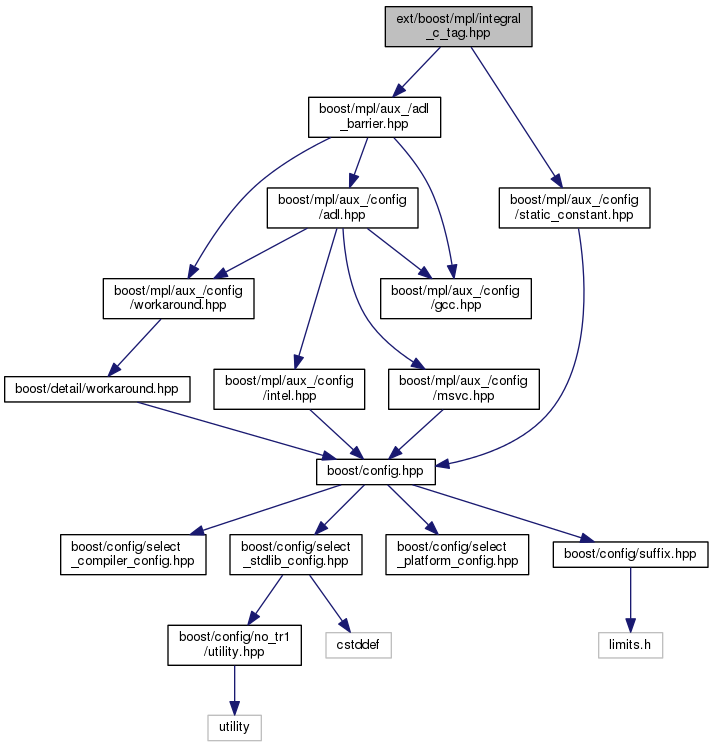 ext/boost/mpl/integral
_c_tag.hpp
boost/mpl/aux_/adl
_barrier.hpp
boost/mpl/aux_/config
/adl.hpp
boost/mpl/aux_/config
/static_constant.hpp
boost/mpl/aux_/config
/workaround.hpp
boost/mpl/aux_/config
/gcc.hpp
boost/detail/workaround.hpp
boost/mpl/aux_/config
/intel.hpp
boost/mpl/aux_/config
/msvc.hpp
boost/config.hpp
boost/config/select
_compiler_config.hpp
boost/config/select
_stdlib_config.hpp
boost/config/select
_platform_config.hpp
boost/config/suffix.hpp
boost/config/no_tr1
/utility.hpp
cstddef
limits.h
utility